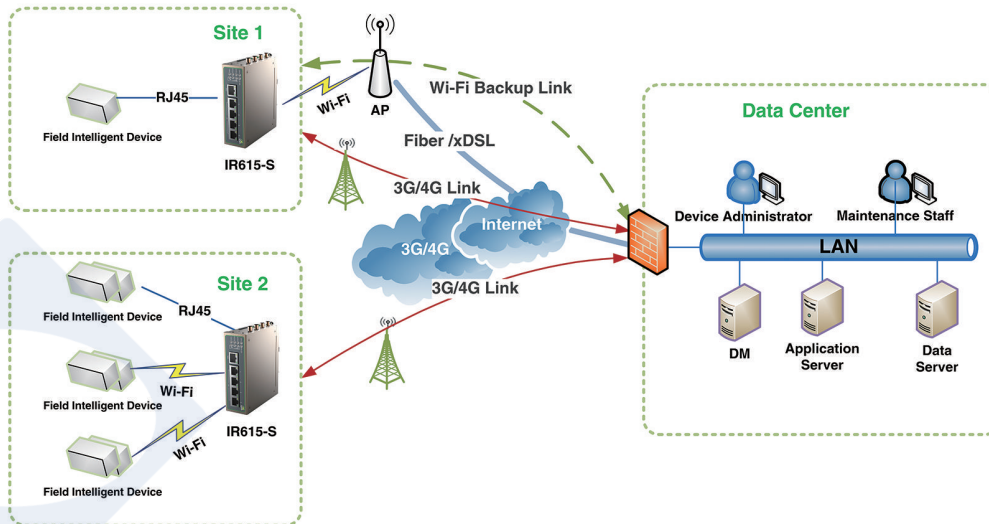 Site 1
RJ45
Field Intelligent Device
IR615-S
Wi-Fi
AP
Wi-Fi Backup Link
Fiber /xDSL
3G/4G Link
Internet
3G/4G
3G/4G Link
Site 2
Field Intelligent Device
RJ45
Field Intelligent Device
Wi-Fi
Wi-Fi
IR615-S
Field Intelligent Device
Data Center
Device Administrator
Maintenance Staff
LAN
DM
Application
Server
Data
Server